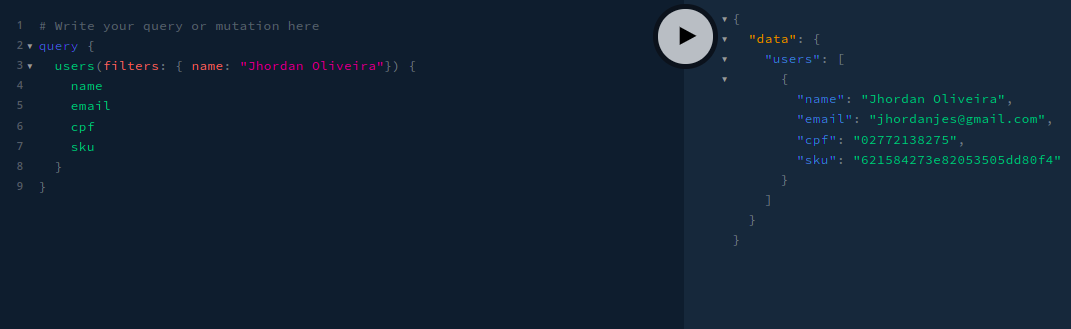 1 # Write your query or mutation here
2 query {
3 users(filters: { name: "Jhordan Oliveira"}) {
4 name
5 email
6 cpf
7 sku
8 }
9 }
{
"data": {
"users": [
{
"name": "Jhordan Oliveira",
"email": "jhordanjes@gmail.com",
"cpf": "02772138275",
"sku": "621584273e82053505dd80f4"
}
]
}
}